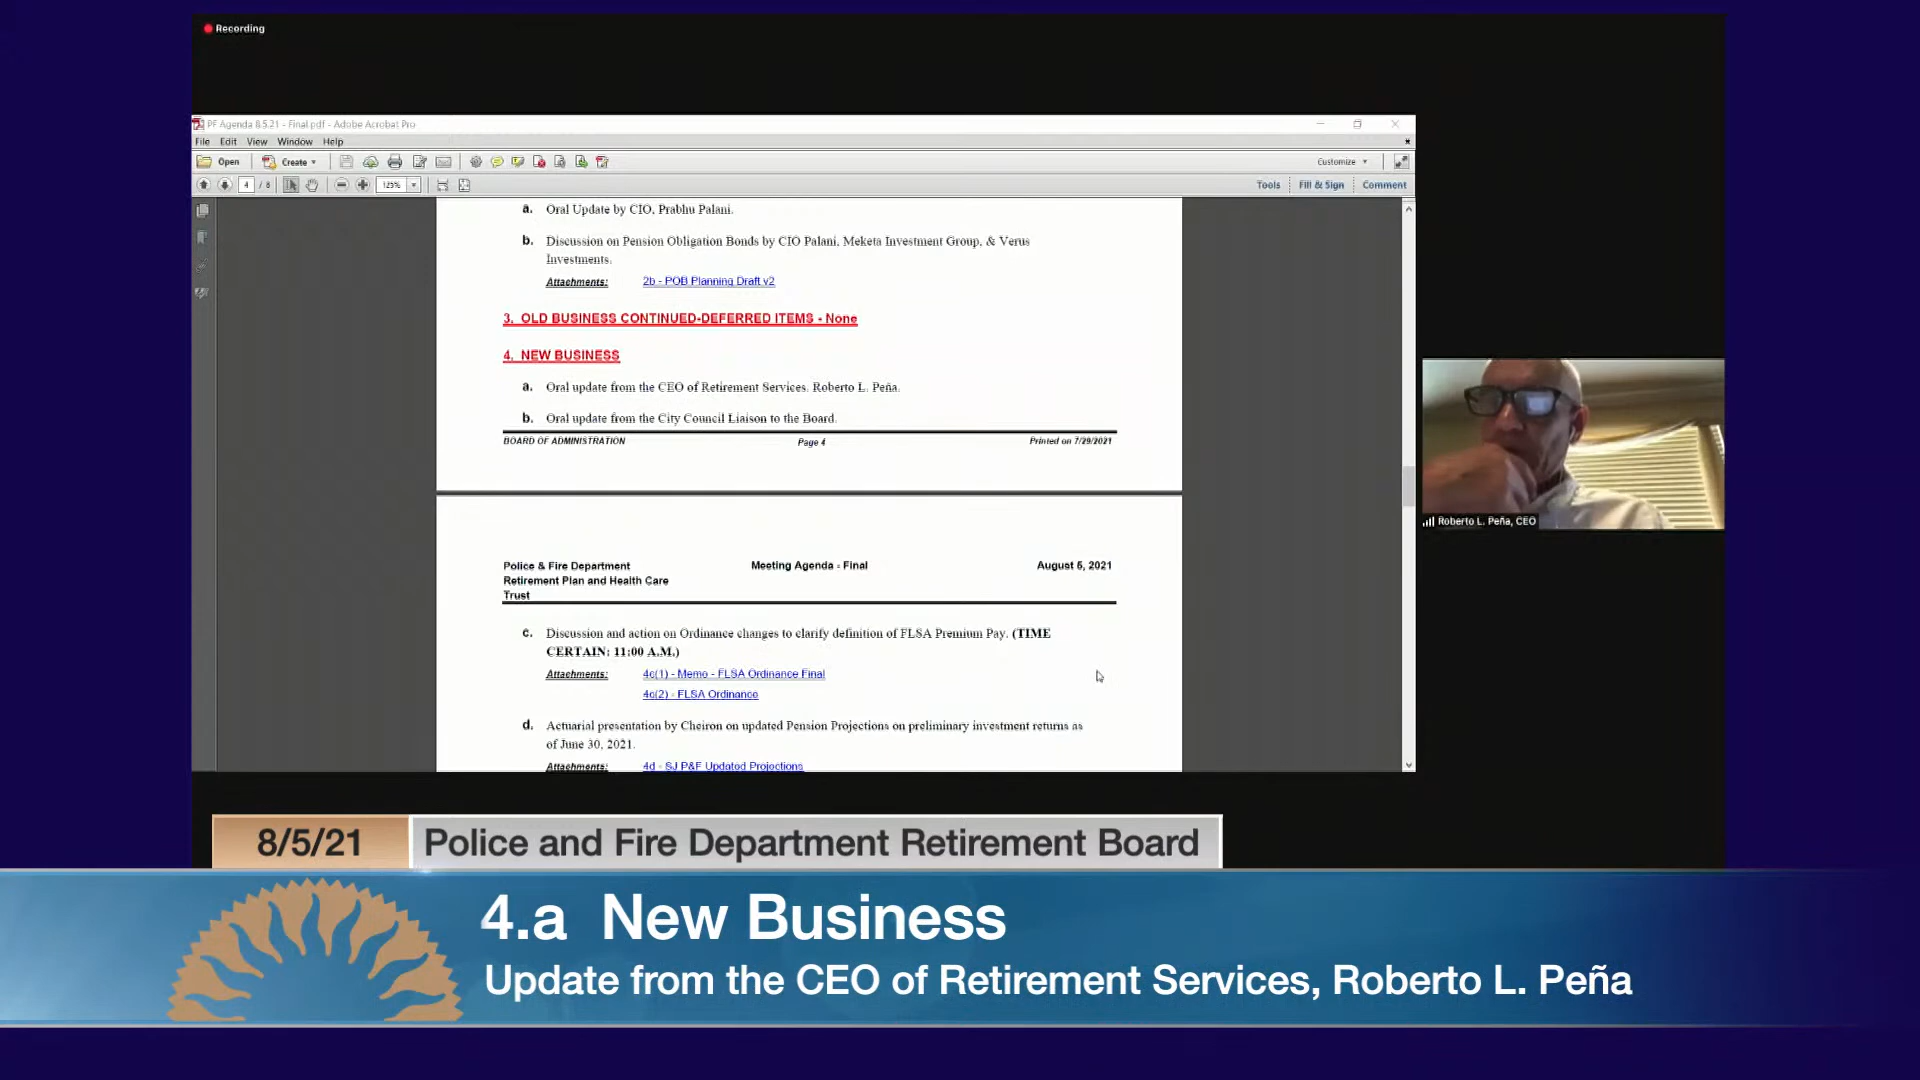 Recording
PF Agenda 8.5.21 - Final.pdf - Adobe Acrobat Pro
File Edit View Window Help
Open Create Customize
4 / 8 123% Tools Fill & Sign Comment
a. Oral Update by CIO, Prabhu Palani.
b. Discussion on Pension Obligation Bonds by CIO Palani, Meketa Investment Group, & Verus
Investments.
Attachments: 2b - POB Planning Draft v2
3. OLD BUSINESS CONTINUED-DEFERRED ITEMS - None
4. NEW BUSINESS
a. Oral update from the CEO of Retirement Services, Roberto L. Peña.
b. Oral update from the City Council Liaison to the Board.
BOARD OF ADMINISTRATION Page 4 Printed on 7/29/2021
Roberto L. Peña, CEO
Police & Fire Department Meeting Agenda - Final August 5, 2021
Retirement Plan and Health Care
Trust
c. Discussion and action on Ordinance changes to clarify definition of FLSA Premium Pay. (TIME
CERTAIN: 11:00 A.M.)
Attachments: 4c(1) - Memo - FLSA Ordinance Final
4c(2) - FLSA Ordinance
d. Actuarial presentation by Cheiron on updated Pension Projections on preliminary investment returns as
of June 30, 2021.
Attachments: 4d - SJ P&F Updated Projections
8/5/21 Police and Fire Department Retirement Board
4.a New Business
Update from the CEO of Retirement Services, Roberto L. Peña